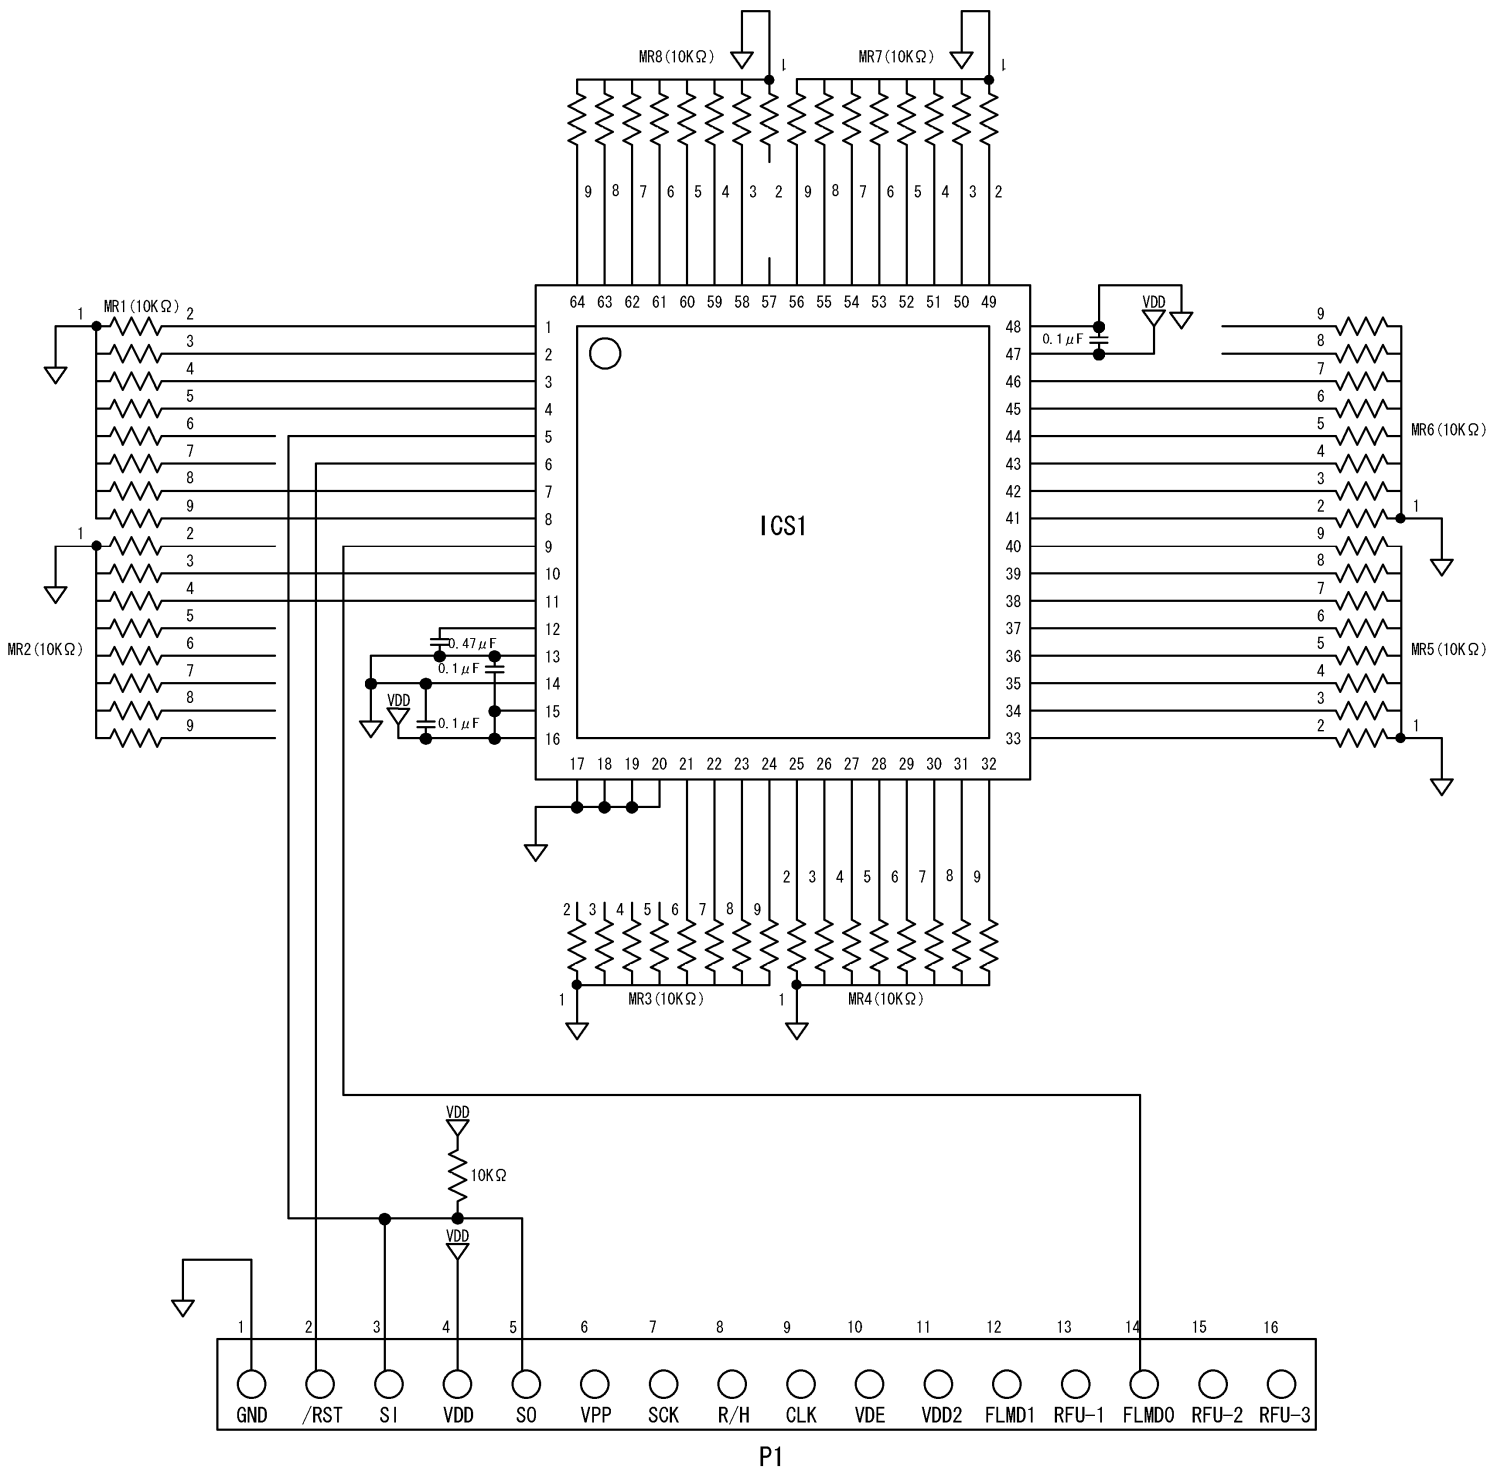 MR8(10KΩ)
MR7(10KΩ)
1
1
9 8 7 6 5 4 3 2 9 8 7 6 5 4 3 2
64 63 62 61 60 59 58 57 56 55 54 53 52 51 50 49
MR1(10KΩ)
1
2
3
4
5
6
7
8
9
1
2
3
4
5
6
7
8
9
MR2(10KΩ)
1
2
3
4
5
6
7
8
9
10
11
12
13
14
15
16
0.47μF
0.1μF
VDD
0.1μF
ICS1
48
47
46
45
44
43
42
41
40
39
38
37
36
35
34
33
0.1μF
VDD
9
8
7
6
5
4
3
2
1
MR6(10KΩ)
9
8
7
6
5
4
3
2
1
MR5(10KΩ)
17 18 19 20 21 22 23 24 25 26 27 28 29 30 31 32
2 3 4 5 6 7 8 9
2 3 4 5 6 7 8 9
1
MR3(10KΩ)
1
MR4(10KΩ)
VDD
10KΩ
VDD
1 2 3 4 5 6 7 8 9 10 11 12 13 14 15 16
GND /RST SI VDD SO VPP SCK R/H CLK VDE VDD2 FLMD1 RFU-1 FLMD0 RFU-2 RFU-3
P1